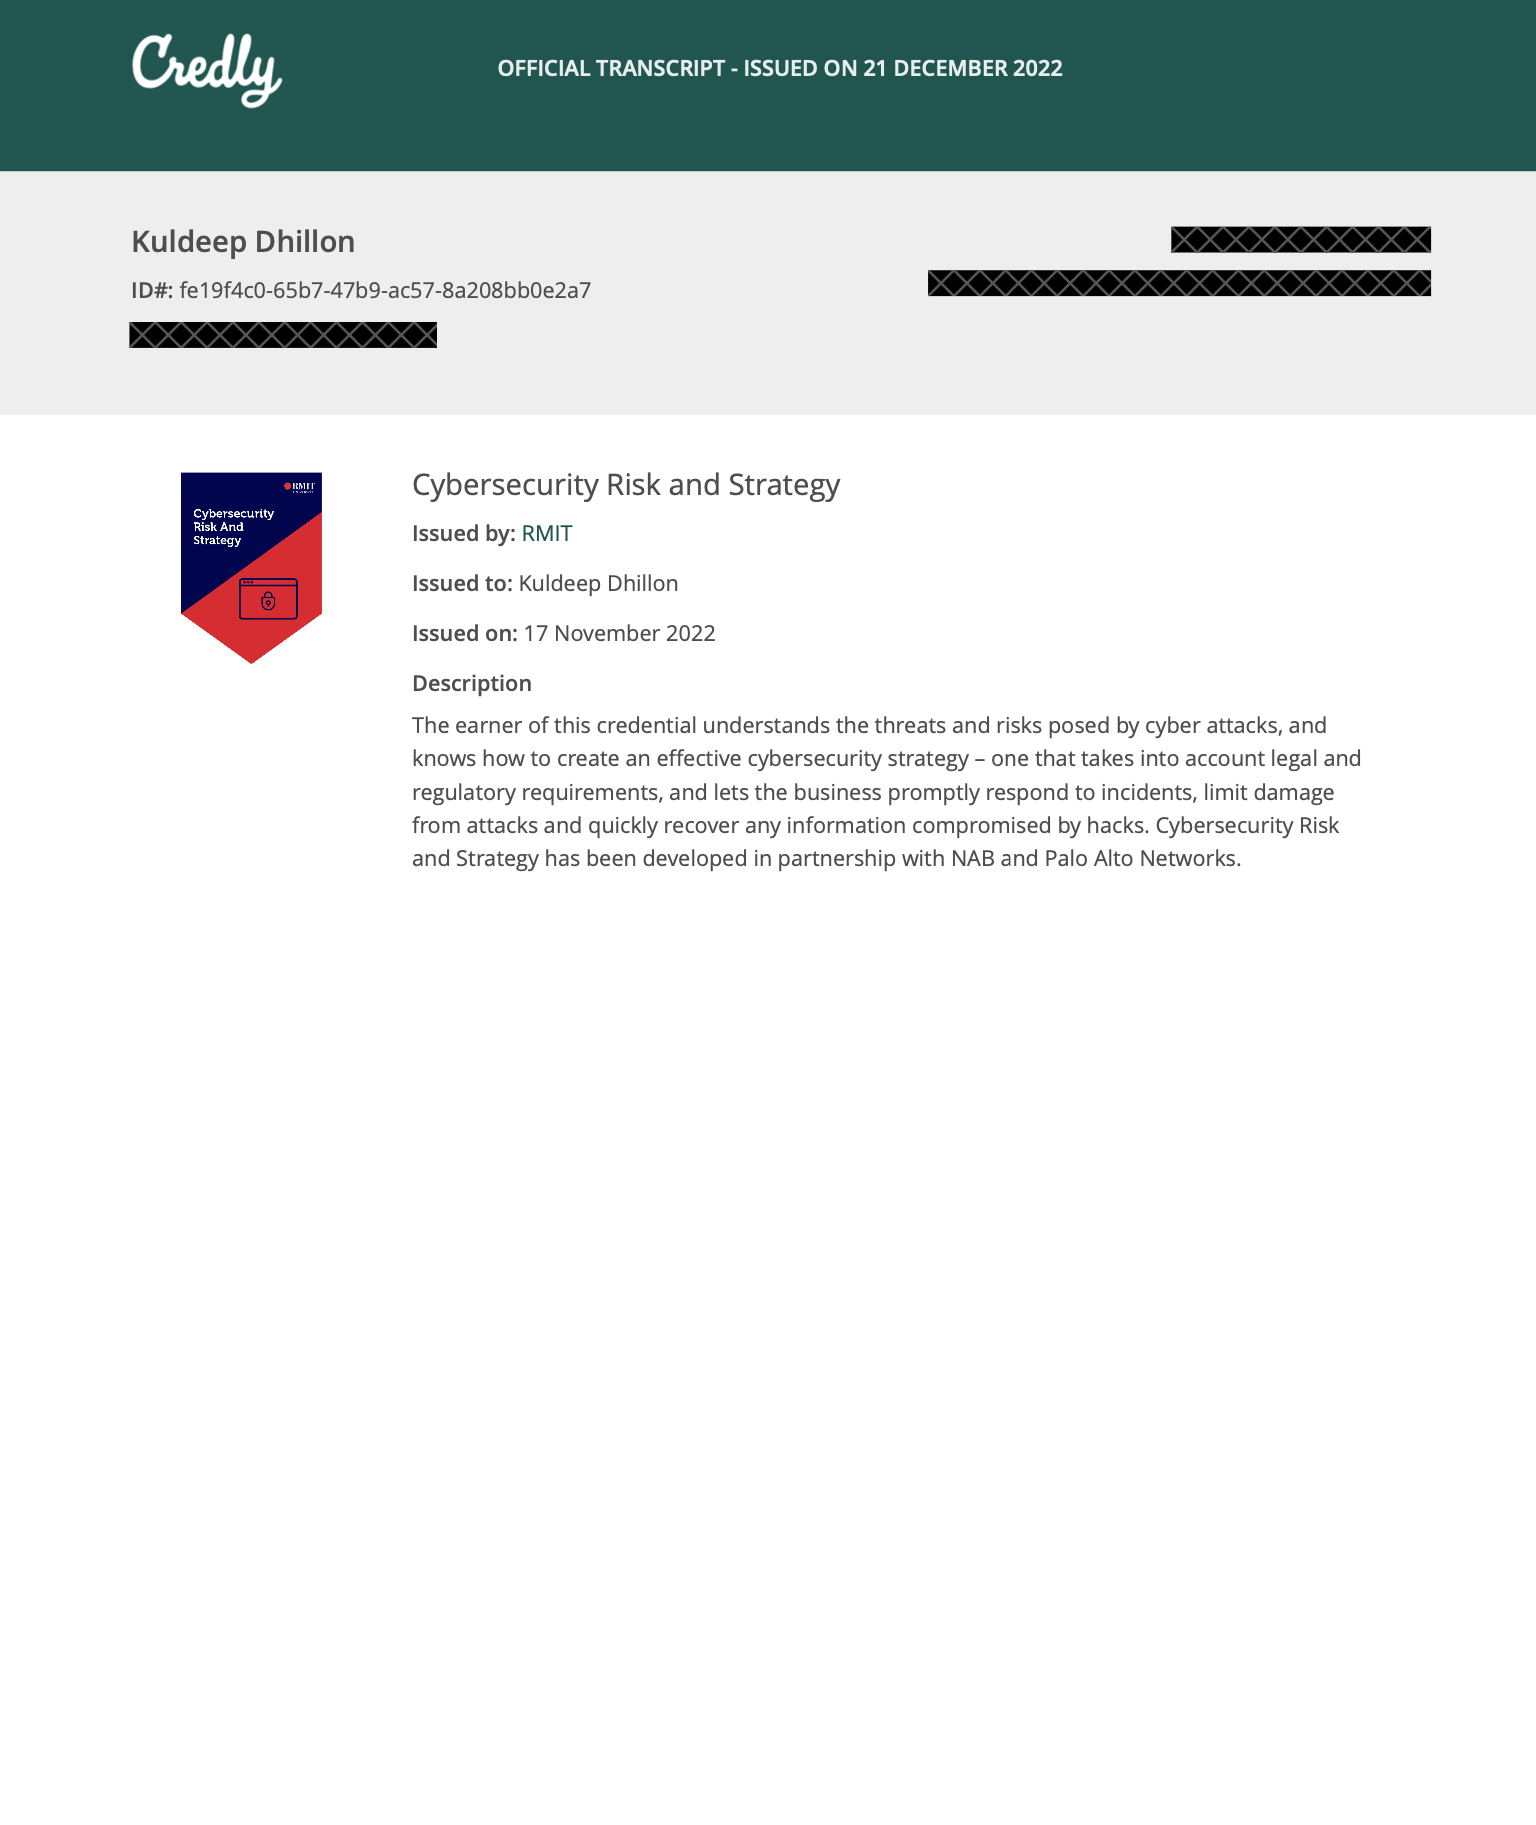 Credly
OFFICIAL TRANSCRIPT - ISSUED ON 21 DECEMBER 2022
Kuldeep Dhillon
ID#: fe19f4c0-65b7-47b9-ac57-8a208bb0e2a7
RMIT
UNIVERSITY
Cybersecurity
Risk And
Strategy
Cybersecurity Risk and Strategy
Issued by: RMIT
Issued to: Kuldeep Dhillon
Issued on: 17 November 2022
Description
The earner of this credential understands the threats and risks posed by cyber attacks, and
knows how to create an effective cybersecurity strategy – one that takes into account legal and
regulatory requirements, and lets the business promptly respond to incidents, limit damage
from attacks and quickly recover any information compromised by hacks. Cybersecurity Risk
and Strategy has been developed in partnership with NAB and Palo Alto Networks.